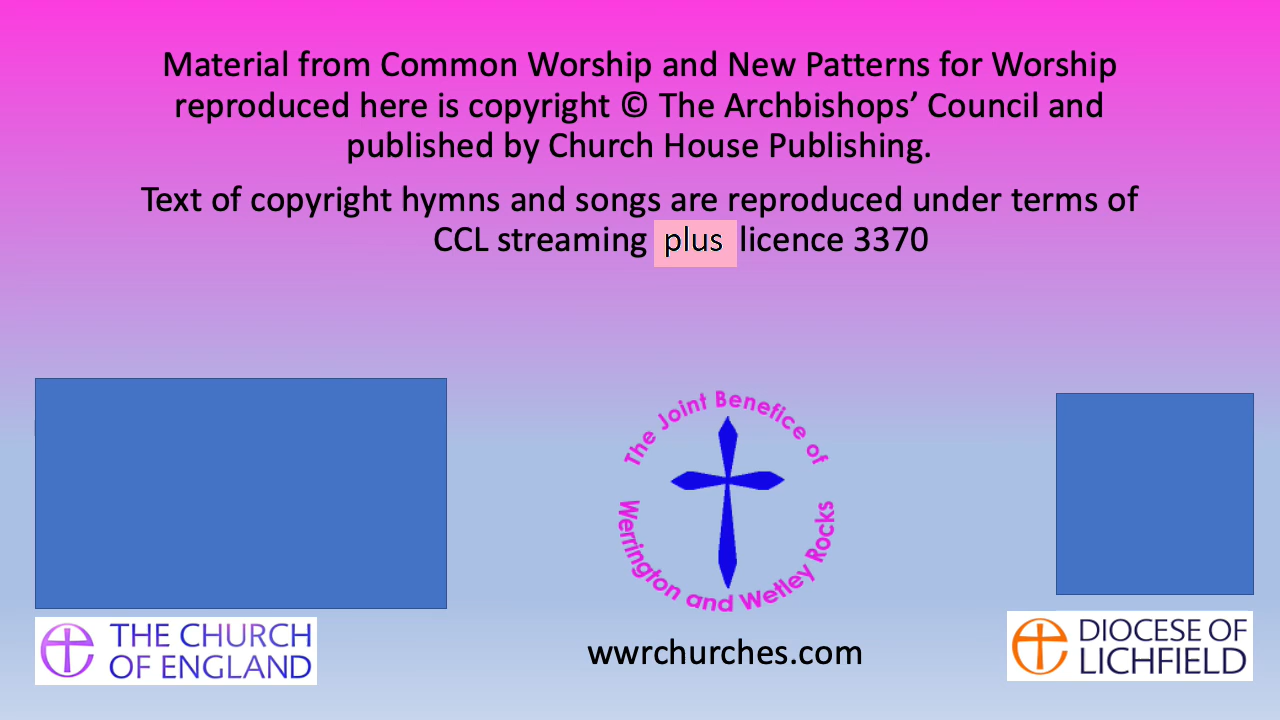 Material from Common Worship and New Patterns for Worship
reproduced here is copyright © The Archbishops’ Council and
published by Church House Publishing.
Text of copyright hymns and songs are reproduced under terms of
CCL streaming plus licence 3370
The Joint Benefice of
Werrington and Wetley Rocks
wwrchurches.com
THE CHURCH
OF ENGLAND
DIOCESE OF
LICHFIELD